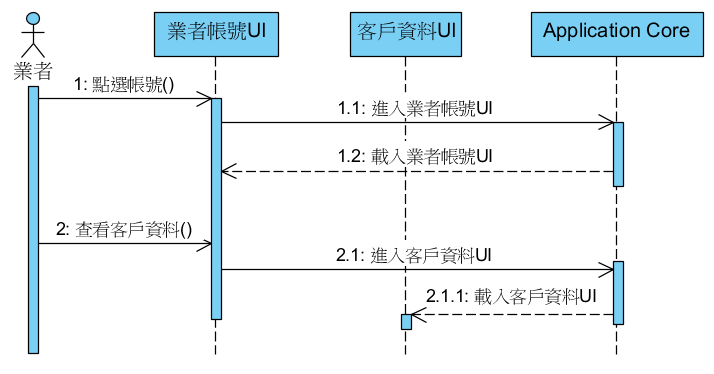 業者
業者帳號UI
客戶資料UI
Application Core
1: 點選帳號()
1.1: 進入業者帳號UI
1.2: 載入業者帳號UI
2: 查看客戶資料()
2.1: 進入客戶資料UI
2.1.1: 載入客戶資料UI